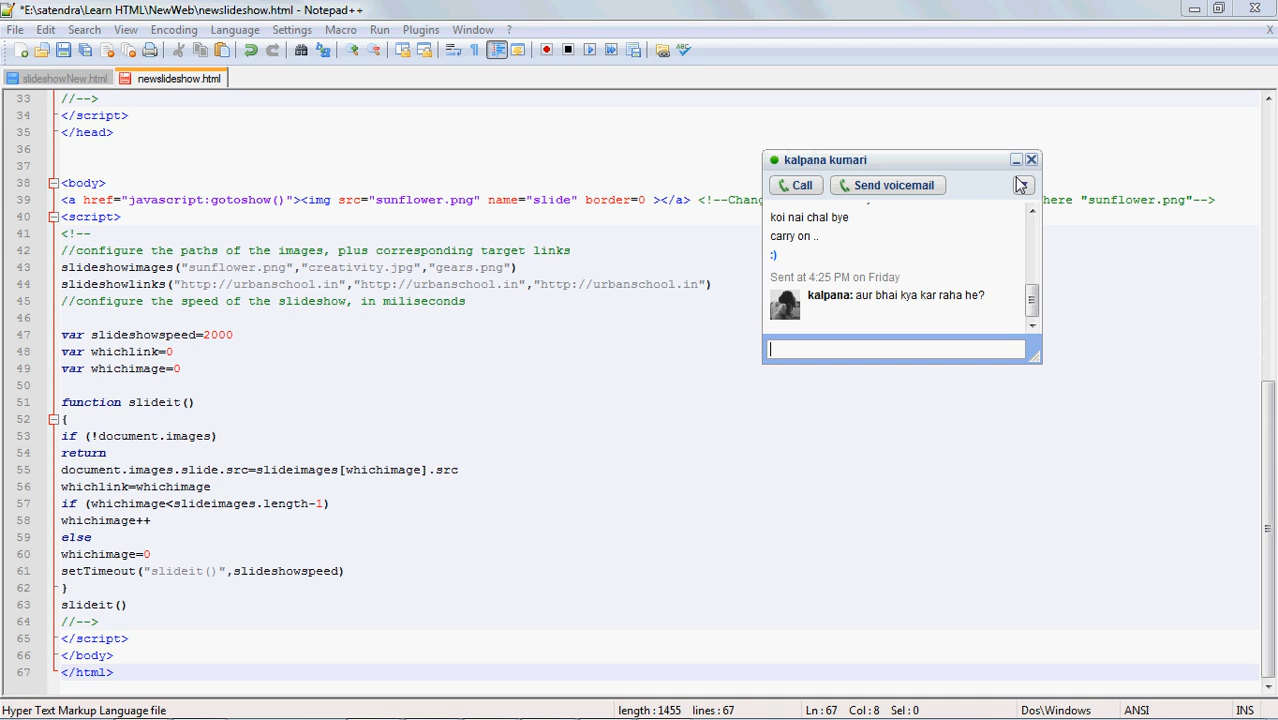 *E:\satendra\Learn HTML\NewWeb\newslideshow.html - Notepad++
File Edit Search View Encoding Language Settings Macro Run Plugins Window ? X
slideshowNew.html newslideshow.html
33 //-->
34 </script>
35 </head>
36
37
38 <body>
39 <a href="javascript:gotoshow()"><img src="sunflower.png" name="slide" border=0 ></a> <!--Chan here "sunflower.png"-->
40 <script>
41 <!--
42 //configure the paths of the images, plus corresponding target links
43 slideshowimages("sunflower.png","creativity.jpg","gears.png")
44 slideshowlinks("http://urbanschool.in","http://urbanschool.in","http://urbanschool.in")
45 //configure the speed of the slideshow, in miliseconds
46
47 var slideshowspeed=2000
48 var whichlink=0
49 var whichimage=0
50
51 function slideit()
52 {
53 if (!document.images)
54 return
55 document.images.slide.src=slideimages[whichimage].src
56 whichlink=whichimage
57 if (whichimage<slideimages.length-1)
58 whichimage++
59 else
60 whichimage=0
61 setTimeout("slideit()",slideshowspeed)
62 }
63 slideit()
64 //-->
65 </script>
66 </body>
67 </html>
kalpana kumari
Call Send voicemail
koi nai chal bye
carry on ..
:)
Sent at 4:25 PM on Friday
kalpana: aur bhai kya kar raha he?
Hyper Text Markup Language file length : 1455 lines : 67 Ln : 67 Col : 8 Sel : 0 Dos\Windows ANSI INS